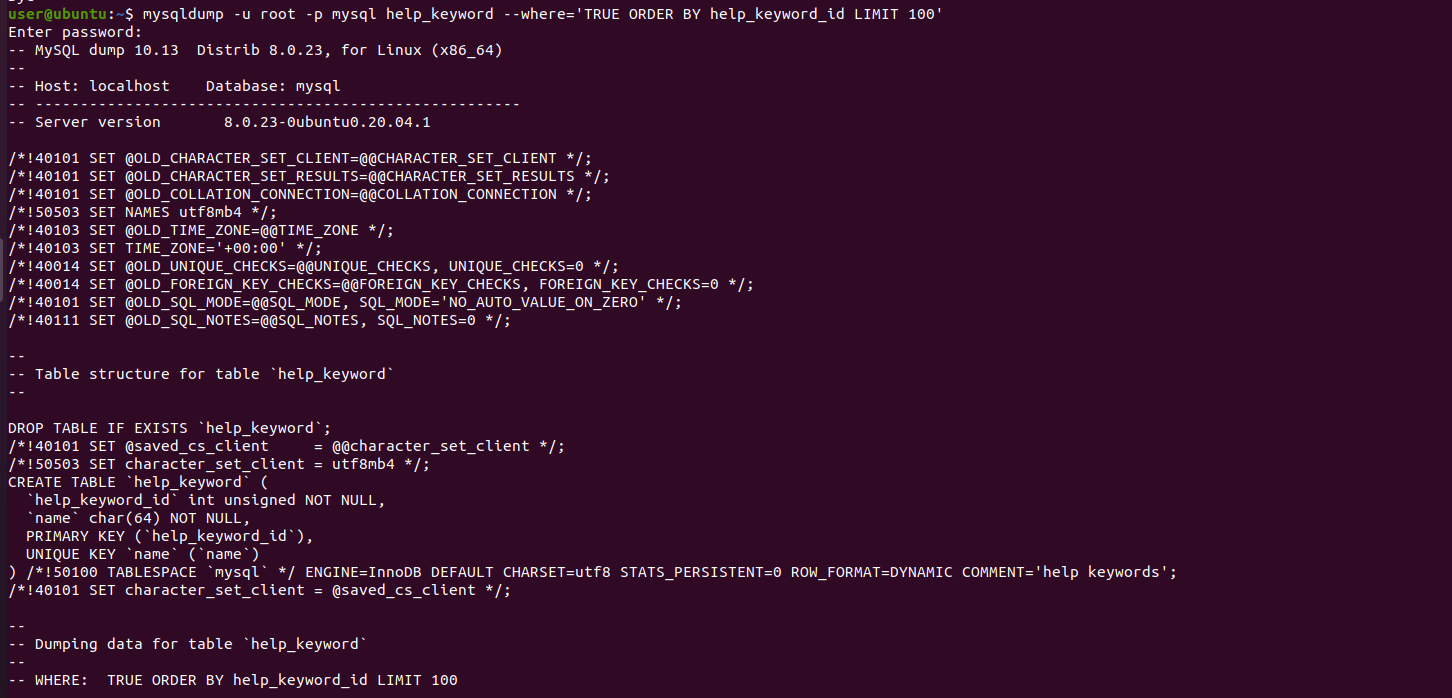 user@ubuntu:~$ mysqldump -u root -p mysql help_keyword --where='TRUE ORDER BY help_keyword_id LIMIT 100'
Enter password:
-- MySQL dump 10.13  Distrib 8.0.23, for Linux (x86_64)
--
-- Host: localhost    Database: mysql
-- ------------------------------------------------------
-- Server version       8.0.23-0ubuntu0.20.04.1

/*!40101 SET @OLD_CHARACTER_SET_CLIENT=@@CHARACTER_SET_CLIENT */;
/*!40101 SET @OLD_CHARACTER_SET_RESULTS=@@CHARACTER_SET_RESULTS */;
/*!40101 SET @OLD_COLLATION_CONNECTION=@@COLLATION_CONNECTION */;
/*!50503 SET NAMES utf8mb4 */;
/*!40103 SET @OLD_TIME_ZONE=@@TIME_ZONE */;
/*!40103 SET TIME_ZONE='+00:00' */;
/*!40014 SET @OLD_UNIQUE_CHECKS=@@UNIQUE_CHECKS, UNIQUE_CHECKS=0 */;
/*!40014 SET @OLD_FOREIGN_KEY_CHECKS=@@FOREIGN_KEY_CHECKS, FOREIGN_KEY_CHECKS=0 */;
/*!40101 SET @OLD_SQL_MODE=@@SQL_MODE, SQL_MODE='NO_AUTO_VALUE_ON_ZERO' */;
/*!40111 SET @OLD_SQL_NOTES=@@SQL_NOTES, SQL_NOTES=0 */;

--
-- Table structure for table `help_keyword`
--

DROP TABLE IF EXISTS `help_keyword`;
/*!40101 SET @saved_cs_client     = @@character_set_client */;
/*!50503 SET character_set_client = utf8mb4 */;
CREATE TABLE `help_keyword` (
  `help_keyword_id` int unsigned NOT NULL,
  `name` char(64) NOT NULL,
  PRIMARY KEY (`help_keyword_id`),
  UNIQUE KEY `name` (`name`)
) /*!50100 TABLESPACE `mysql` */ ENGINE=InnoDB DEFAULT CHARSET=utf8 STATS_PERSISTENT=0 ROW_FORMAT=DYNAMIC COMMENT='help keywords';
/*!40101 SET character_set_client = @saved_cs_client */;

--
-- Dumping data for table `help_keyword`
--
-- WHERE:  TRUE ORDER BY help_keyword_id LIMIT 100